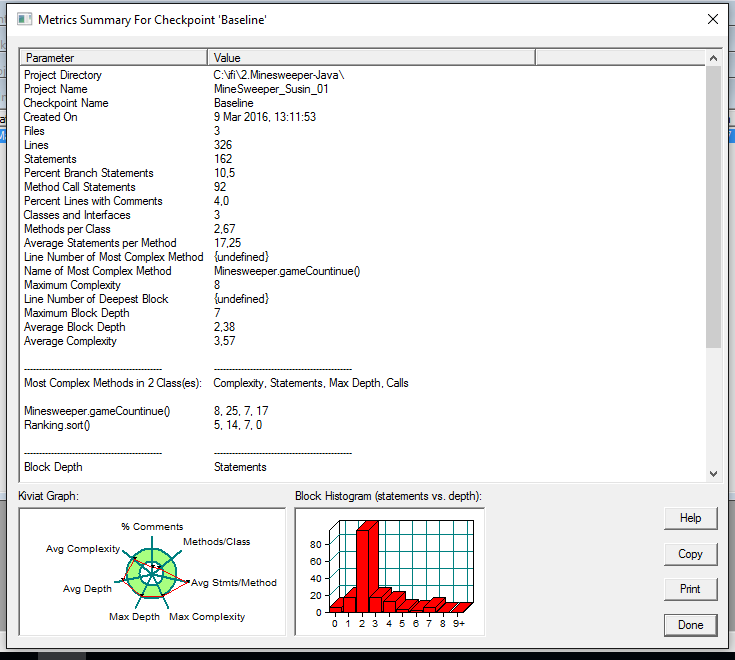 Metrics Summary For Checkpoint 'Baseline'
Parameter Value
Project Directory C:\ifi\2.Minesweeper-Java\
Project Name MineSweeper_Susin_01
Checkpoint Name Baseline
Created On 9 Mar 2016, 13:11:53
Files 3
Lines 326
Statements 162
Percent Branch Statements 10,5
Method Call Statements 92
Percent Lines with Comments 4,0
Classes and Interfaces 3
Methods per Class 2,67
Average Statements per Method 17,25
Line Number of Most Complex Method {undefined}
Name of Most Complex Method Minesweeper.gameCountinue()
Maximum Complexity 8
Line Number of Deepest Block {undefined}
Maximum Block Depth 7
Average Block Depth 2,38
Average Complexity 3,57
Most Complex Methods in 2 Class(es): Complexity, Statements, Max Depth, Calls
Minesweeper.gameCountinue() 8, 25, 7, 17
Ranking.sort() 5, 14, 7, 0
Block Depth Statements
Kiviat Graph:
% Comments
Methods/Class
Avg Complexity
Avg Stmts/Method
Avg Depth
Max Depth
Max Complexity
Block Histogram (statements vs. depth):
80
60
40
20
0
0 1 2 3 4 5 6 7 8 9+
Help
Copy
Print
Done